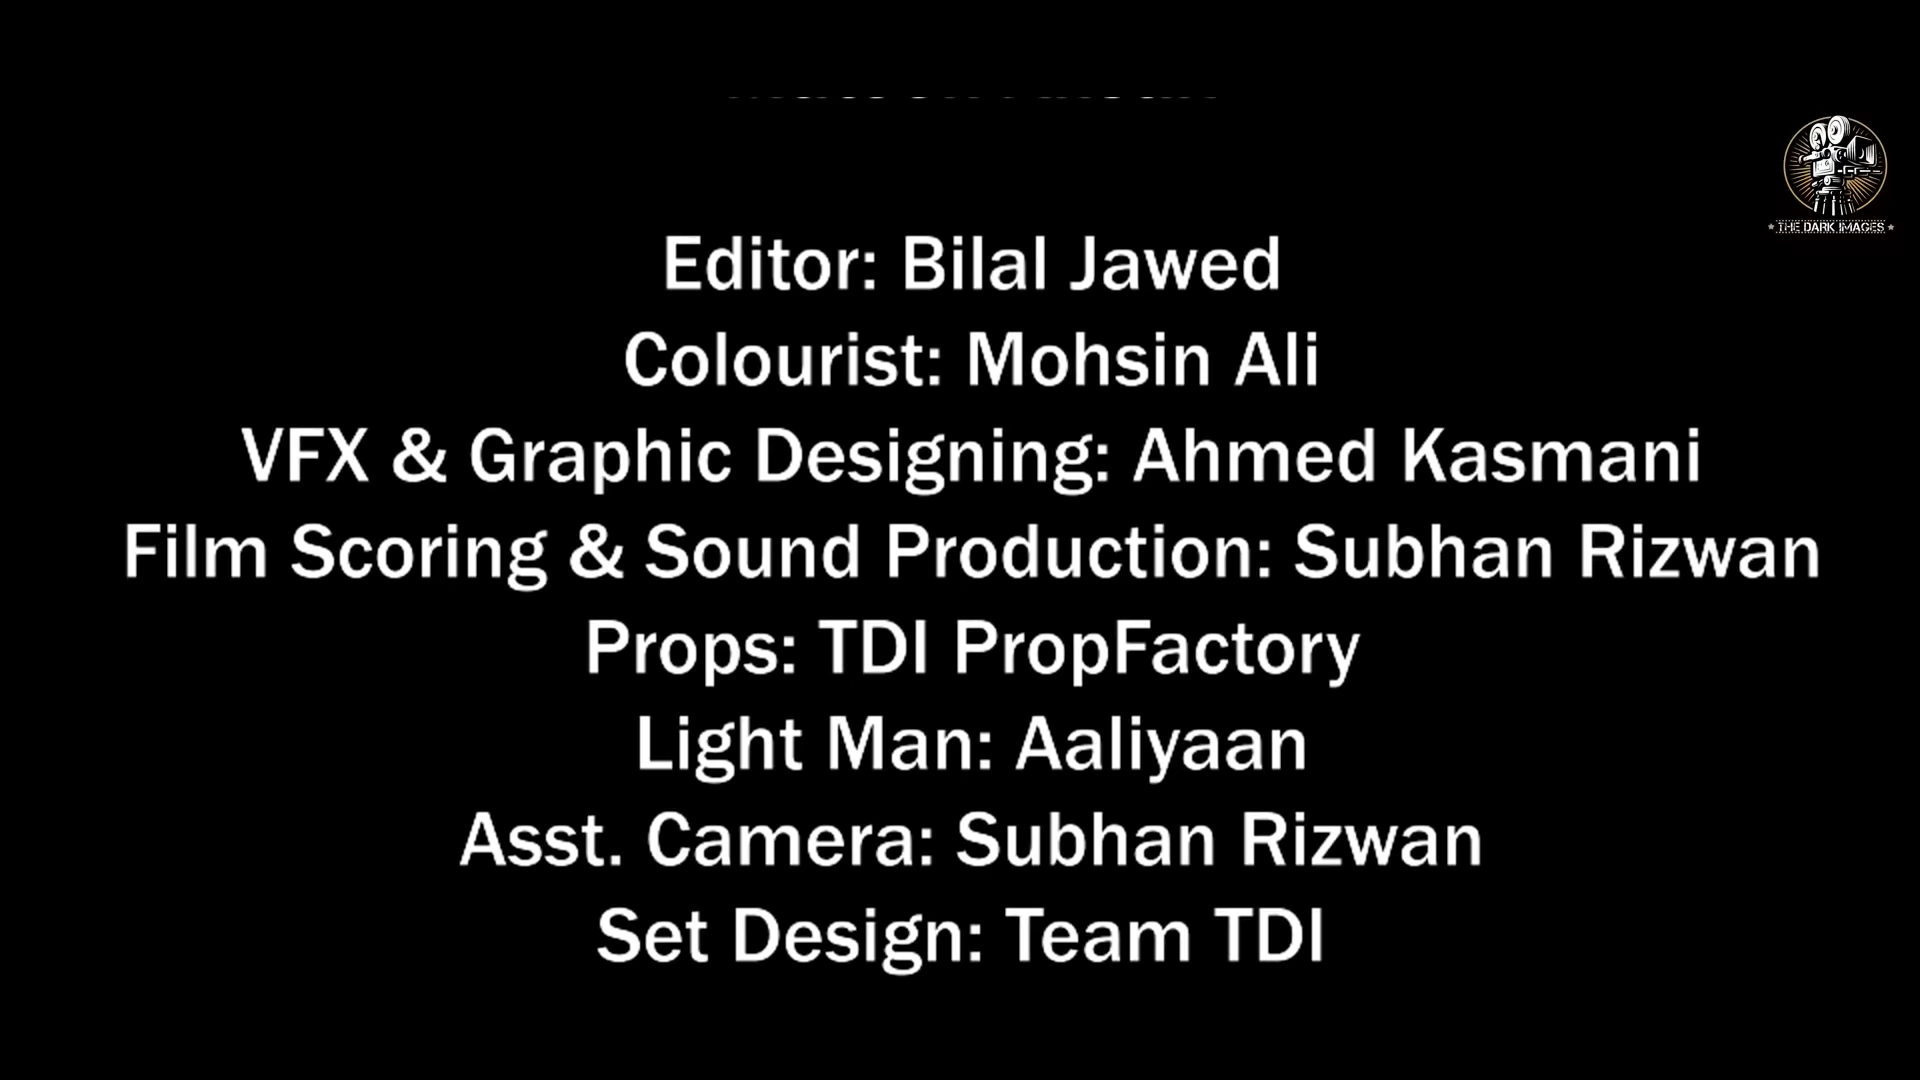 THE DARK IMAGES
Editor: Bilal Jawed
Colourist: Mohsin Ali
VFX & Graphic Designing: Ahmed Kasmani
Film Scoring & Sound Production: Subhan Rizwan
Props: TDI PropFactory
Light Man: Aaliyaan
Asst. Camera: Subhan Rizwan
Set Design: Team TDI